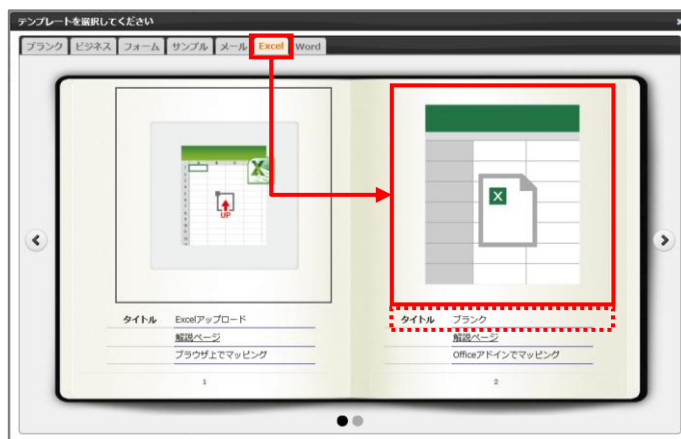 テンプレートを選択してください
ブランク ビジネス フォーム サンプル メール Excel Word
UP
タイトル Excelアップロード
解説ページ
ブラウザ上でマッピング
1
タイトル ブランク
解説ページ
Officeアドインでマッピング
2